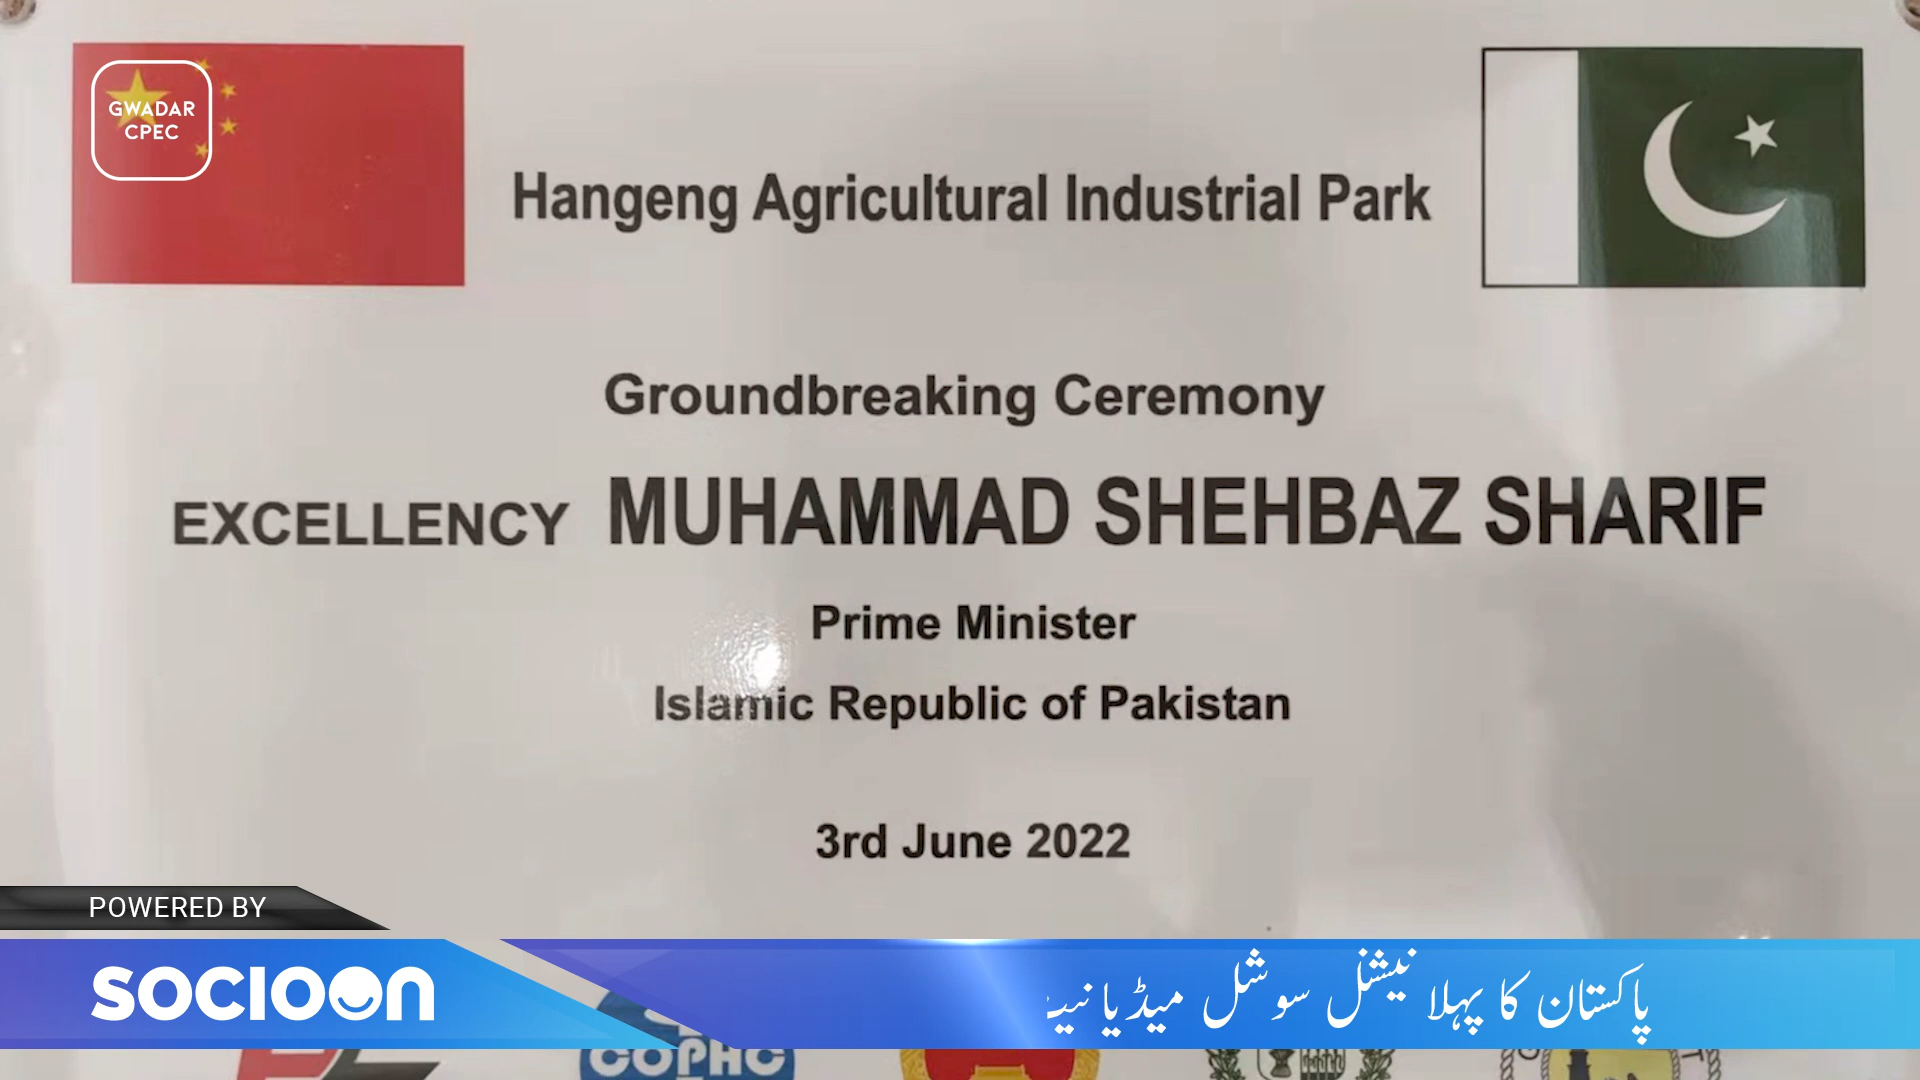 GWADAR
CPEC
Hangeng Agricultural Industrial Park
Groundbreaking Ceremony
EXCELLENCY MUHAMMAD SHEHBAZ SHARIF
Prime Minister
Islamic Republic of Pakistan
3rd June 2022
POWERED BY
SOCIOON
پاکستان کا پہلا نیشنل سوشل میڈیا
COPHC